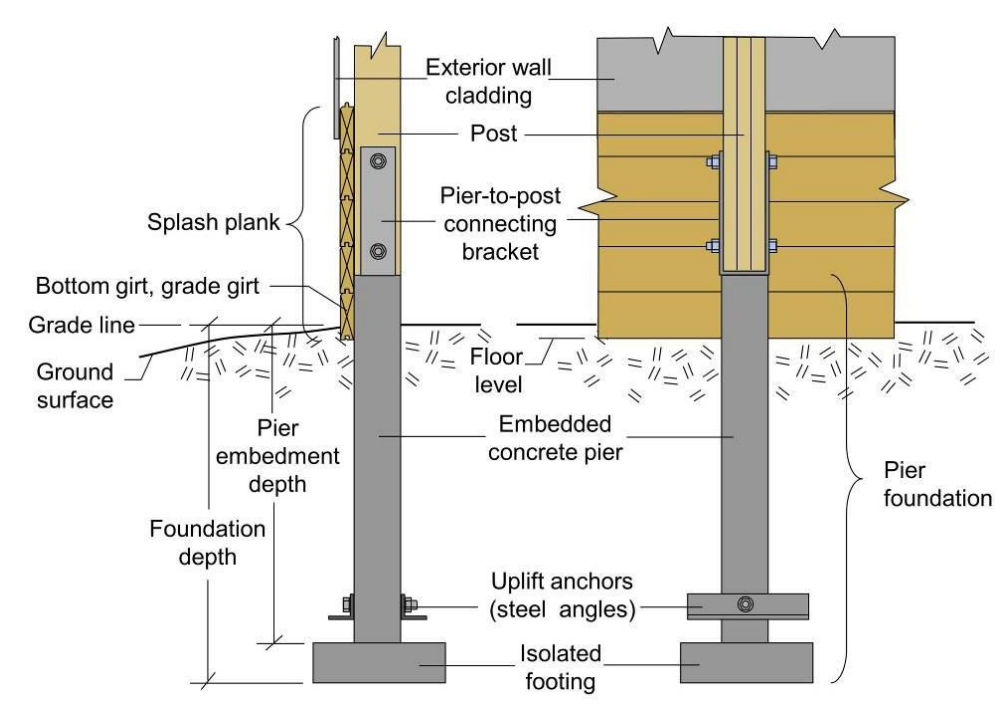 Exterior wall
cladding
Post
Splash plank
Pier-to-post
connecting
bracket
Bottom girt, grade girt
Grade line
Ground
surface
Floor
level
Pier
embedment
depth
Embedded
concrete pier
Pier
foundation
Foundation
depth
Uplift anchors
(steel angles)
Isolated
footing